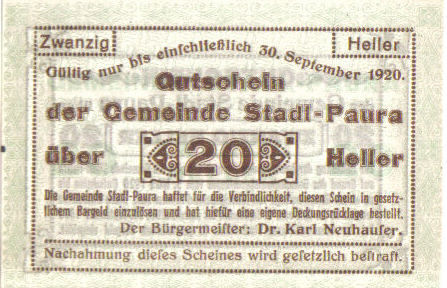 Zwanzig Heller
Gültig nur bis einschließlich 30. September 1920.
Gutschein
der Gemeinde Stadl-Paura
über 20 Heller
Die Gemeinde Stadl-Paura haftet für die Verbindlichkeit, diesen Schein in gesetz-
lichem Bargeld einzulösen und hat hiefür eine eigene Deckungsrücklage bestellt.
Der Bürgermeister: Dr. Karl Neuhauser.
Nachahmung dieses Scheines wird gesetzlich bestraft.